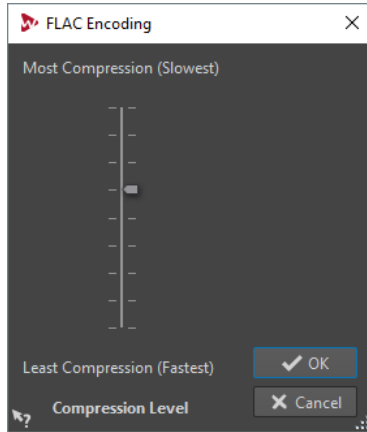 FLAC Encoding
Most Compression (Slowest)
Least Compression (Fastest)
OK
Compression Level
Cancel